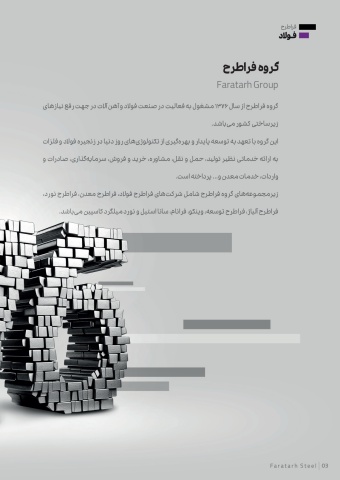 فراطرح
فـولاد
گروه فراطرح
Faratarh Group
گروه فراطرح از سال ۱۳۷۶ مشغول به فعالیت در صنعت فولاد و آهن آلات در جهت رفع نیازهای
زیرساختی کشور می‌باشد.
این گروه با تعهد به توسعه پایدار و بهره‌گیری از تکنولوژی‌های روز دنیا در زنجیره فولاد و فلزات
به ارائه خدماتی نظیر تولید، حمل و نقل، مشاوره، خرید و فروش، سرمایه‌گذاری، صادرات و
واردات، خدمات معدن و... پرداخته است.
زیرمجموعه‌های گروه فراطرح شامل شرکت‌های فراطرح فولاد، فراطرح معدن، فراطرح نورد،
فراطرح آلیاژ، فراطرح توسعه، وینکو، فرانام، سانا استیل و نورد میلگرد کاسپین می‌باشد.
Faratarh Steel | 03